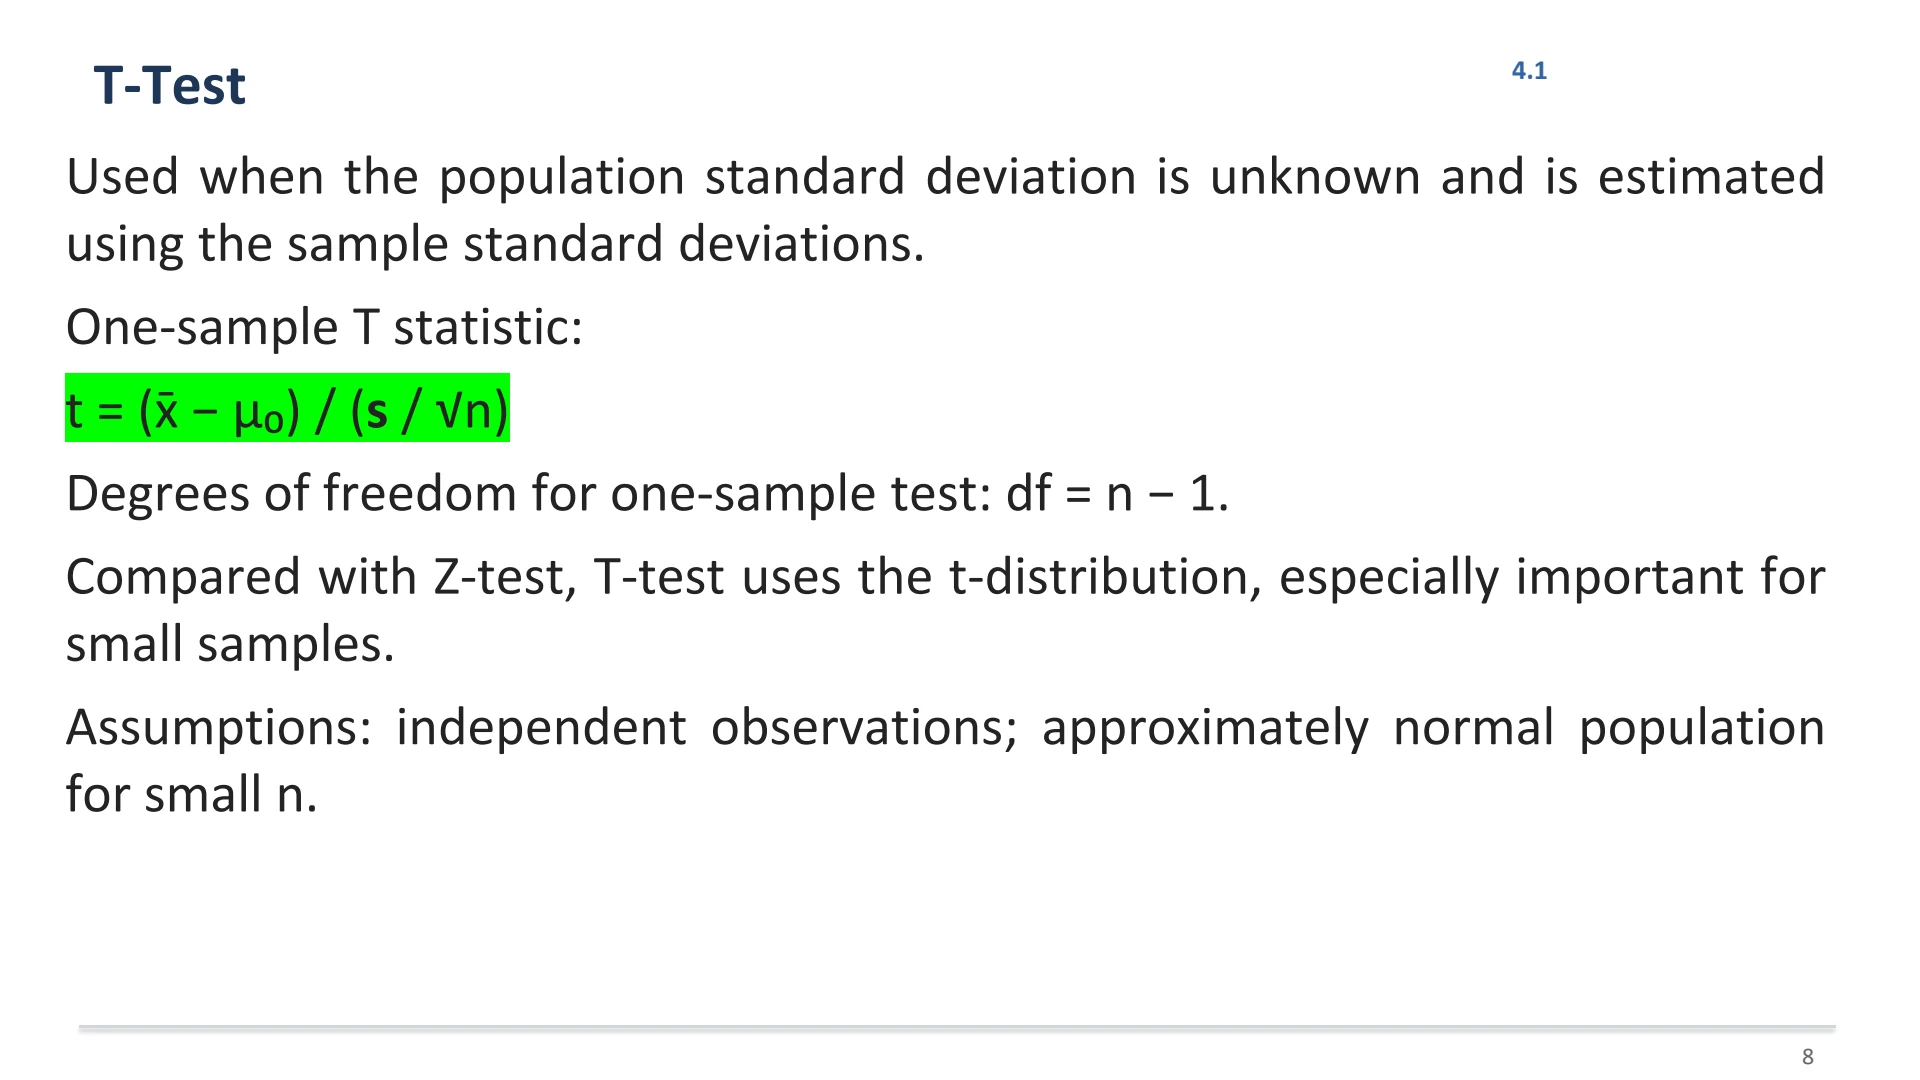 T-Test
4.1
Used when the population standard deviation is unknown and is estimated
using the sample standard deviations.
One-sample T statistic:
t = (x̄ − μ₀) / (s / √n)
Degrees of freedom for one-sample test: df = n − 1.
Compared with Z-test, T-test uses the t-distribution, especially important for
small samples.
Assumptions: independent observations; approximately normal population
for small n.
8